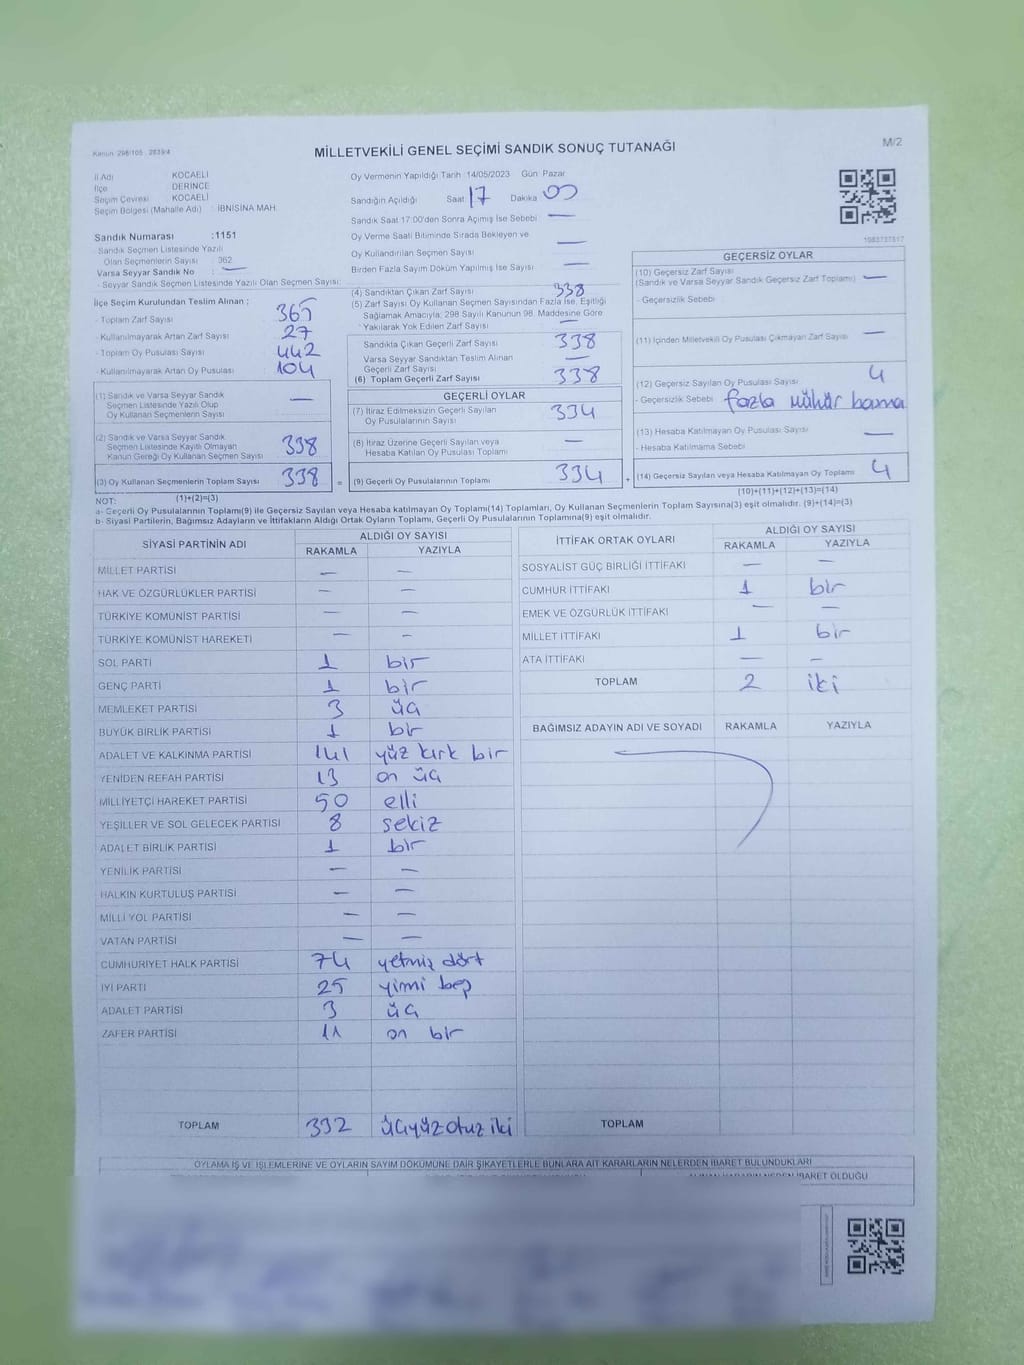 Kanun: 298/105 , 2839/4
MİLLETVEKİLİ GENEL SEÇİMİ SANDIK SONUÇ TUTANAĞI
M/2
İl Adı KOCAELİ
İlçe DERİNCE
Seçim Çevresi KOCAELİ
Seçim Bölgesi (Mahalle Adı) : İBNİSİNA MAH.
Sandık Numarası :1151
- Sandık Seçmen Listesinde Yazılı
Olan Seçmenlerin Sayısı : 362
Varsa Seyyar Sandık No : —
- Seyyar Sandık Seçmen Listesinde Yazılı Olan Seçmen Sayısı:
İlçe Seçim Kurulundan Teslim Alınan :
- Toplam Zarf Sayısı 365
- Kullanılmayarak Artan Zarf Sayısı 27
- Toplam Oy Pusulası Sayısı 442
- Kullanılmayarak Artan Oy Pusulası 104
(1) Sandık ve Varsa Seyyar Sandık
Seçmen Listesinde Yazılı Olup
Oy Kullanan Seçmenlerin Sayısı —
(2) Sandık ve Varsa Seyyar Sandık
Seçmen Listesinde Kayıtlı Olmayan
Kanun Gereği Oy Kullanan Seçmen Sayısı 338
(3) Oy Kullanan Seçmenlerin Toplam Sayısı 338 =
(1)+(2)=(3)
Oy Vermenin Yapıldığı Tarih :14/05/2023 Gün: Pazar
Sandığın Açıldığı Saat 17 Dakika 00
Sandık Saat 17:00'den Sonra Açılmış İse Sebebi —
Oy Verme Saati Bitiminde Sırada Bekleyen ve
Oy Kullandırılan Seçmen Sayısı —
Birden Fazla Sayım Döküm Yapılmış İse Sayısı —
(4) Sandıktan Çıkan Zarf Sayısı 338
(5) Zarf Sayısı Oy Kullanan Seçmen Sayısından Fazla İse, Eşitliği
Sağlamak Amacıyla; 298 Sayılı Kanunun 98. Maddesine Göre
Yakılarak Yok Edilen Zarf Sayısı —
Sandıkta Çıkan Geçerli Zarf Sayısı 338
Varsa Seyyar Sandıktan Teslim Alınan
Geçerli Zarf Sayısı —
(6) Toplam Geçerli Zarf Sayısı 338
GEÇERLİ OYLAR
(7) İtiraz Edilmeksizin Geçerli Sayılan
Oy Pusulasının Sayısı 334
(8) İtiraz Üzerine Geçerli Sayılan veya
Hesaba Katılan Oy Pusulası Toplamı —
(9) Geçerli Oy Pusulalarının Toplamı 334 +
1983737517
GEÇERSİZ OYLAR
(10) Geçersiz Zarf Sayısı
(Sandık ve Varsa Seyyar Sandık Geçersiz Zarf Toplamı) —
- Geçersizlik Sebebi
(11) İçinden Milletvekili Oy Pusulası Çıkmayan Zarf Sayısı —
(12) Geçersiz Sayılan Oy Pusulası Sayısı 4
- Geçersizlik Sebebi fazla mühür basma
(13) Hesaba Katılmayan Oy Pusulası Sayısı —
- Hesaba Katılmama Sebebi
(14) Geçersiz Sayılan veya Hesaba Katılmayan Oy Toplamı 4
(10)+(11)+(12)+(13)=(14)
NOT:
a- Geçerli Oy Pusulalarının Toplamı(9) ile Geçersiz Sayılan veya Hesaba katılmayan Oy Toplamı(14) Toplamları, Oy Kullanan Seçmenlerin Toplam Sayısına(3) eşit olmalıdır. (9)+(14)=(3)
b- Siyasi Partilerin, Bağımsız Adayların ve İttifakların Aldığı Ortak Oyların Toplamı, Geçerli Oy Pusulalarının Toplamına(9) eşit olmalıdır.
SİYASİ PARTİNİN ADI ALDIĞI OY SAYISI
RAKAMLA YAZIYLA
MİLLET PARTİSİ — —
HAK VE ÖZGÜRLÜKLER PARTİSİ — —
TÜRKİYE KOMÜNİST PARTİSİ — —
TÜRKİYE KOMÜNİST HAREKETİ — —
SOL PARTİ 1 bir
GENÇ PARTİ 1 bir
MEMLEKET PARTİSİ 3 üç
BÜYÜK BİRLİK PARTİSİ 1 bir
ADALET VE KALKINMA PARTİSİ 141 yüz kırk bir
YENİDEN REFAH PARTİSİ 13 on üç
MİLLİYETÇİ HAREKET PARTİSİ 50 elli
YEŞİLLER VE SOL GELECEK PARTİSİ 8 sekiz
ADALET BİRLİK PARTİSİ 1 bir
YENİLİK PARTİSİ — —
HALKIN KURTULUŞ PARTİSİ — —
MİLLİ YOL PARTİSİ — —
VATAN PARTİSİ — —
CUMHURİYET HALK PARTİSİ 74 yetmiş dört
İYİ PARTİ 25 yimi beş
ADALET PARTİSİ 3 üç
ZAFER PARTİSİ 11 on bir
TOPLAM 332 üçyüzotuziki
İTTİFAK ORTAK OYLARI ALDIĞI OY SAYISI
RAKAMLA YAZIYLA
SOSYALİST GÜÇ BİRLİĞİ İTTİFAKI — —
CUMHUR İTTİFAKI 1 bir
EMEK VE ÖZGÜRLÜK İTTİFAKI — —
MİLLET İTTİFAKI 1 bir
ATA İTTİFAKI — —
TOPLAM 2 iki
BAĞIMSIZ ADAYIN ADI VE SOYADI RAKAMLA YAZIYLA
TOPLAM
OYLAMA İŞ VE İŞLEMLERİNE VE OYLARIN SAYIM DÖKÜMÜNE DAİR ŞİKAYETLERLE BUNLARA AİT KARARLARIN NELERDEN İBARET BULUNDUKLARI
İBARET OLDUĞU